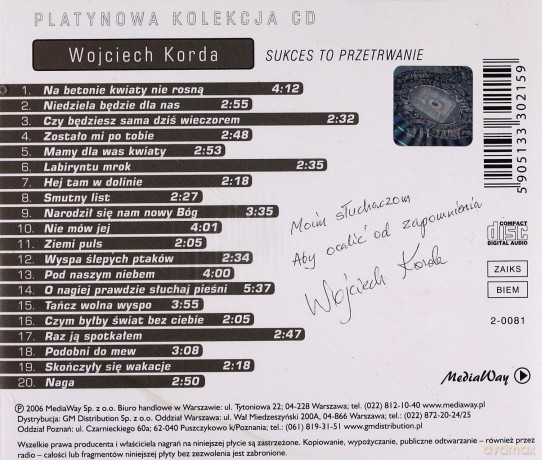 PLATYNOWA KOLEKCJA CD
Wojciech Korda SUKCES TO PRZETRWANIE
1. Na betonie kwiaty nie rosną 4:12
2. Niedziela będzie dla nas 2:55
3. Czy będziesz sama dziś wieczorem 2:32
4. Zostało mi po tobie 2:48
5. Mamy dla was kwiaty 2:53
6. Labiryntu mrok 2:35
7. Hej tam w dolinie 2:18
8. Smutny list 2:27
9. Narodził się nam nowy Bóg 3:35
10. Nie mów jej 4:01
11. Ziemi puls 2:05
12. Wyspa ślepych ptaków 2:34
13. Pod naszym niebem 4:00
14. O nagiej prawdzie słuchaj pieśni 5:37
15. Tańcz wolna wyspo 3:55
16. Czym byłby świat bez ciebie 2:05
17. Raz ją spotkałem 2:47
18. Podobni do mew 3:08
19. Skończyły się wakacje 2:18
20. Naga 2:50
5 905133 302159
Moim słuchaczom
Aby ocalić od zapomnienia
Wojciech Korda
COMPACT
disc
DIGITAL AUDIO
ZAIKS
BIEM
2-0081
MediaWay
℗ 2006 MediaWay Sp. z o.o. Biuro handlowe w Warszawie: ul. Tytoniowa 22; 04-228 Warszawa; tel. (022) 812-10-40 www.mediaway.pl
Dystrybucja: GM Distribution Sp. z o.o. Oddział Warszawa: ul. Wał Miedzeszyński 200A, 04-866 Warszawa; tel.: (022) 872-20-24/25
Oddział Poznań: ul. Czarnieckiego 60a; 62-040 Puszczykowo k/Poznania; tel.: (061) 819-31-51 www.gmdistribution.pl
Wszelkie prawa producenta i właściciela nagrań na niniejszej płycie są zastrzeżone. Kopiowanie, wypożyczanie, publiczne odtwarzanie – również przez
radio – całości lub fragmentów niniejszej płyty bez zezwolenia jest zabronione.
avamax